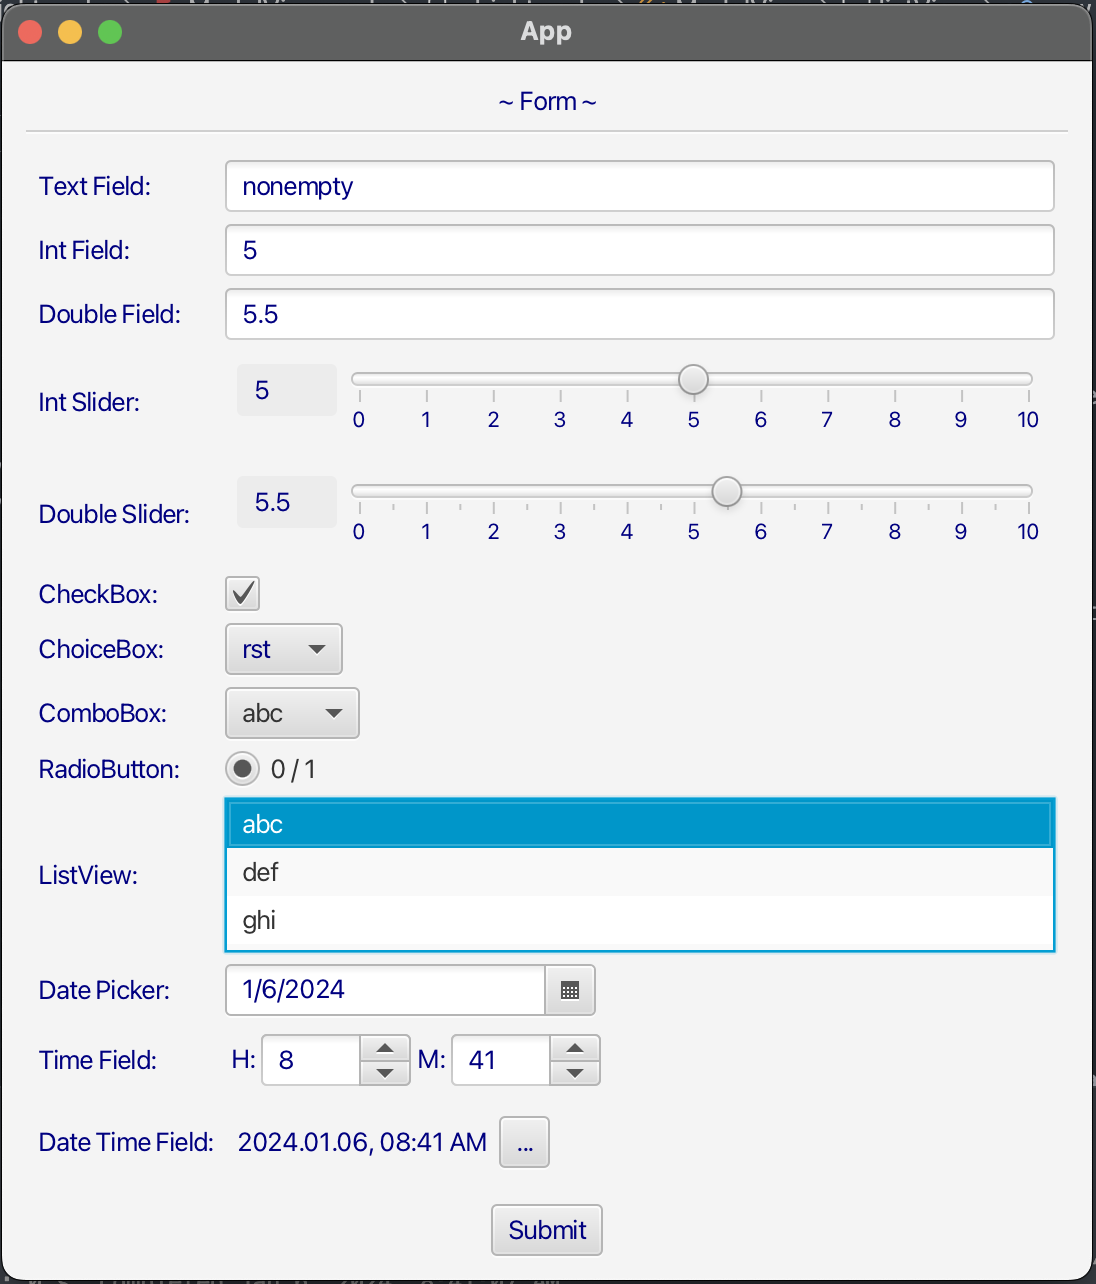 App
~ Form ~
Text Field: nonempty
Int Field: 5
Double Field: 5.5
Int Slider: 5
0 1 2 3 4 5 6 7 8 9 10
Double Slider: 5.5
0 1 2 3 4 5 6 7 8 9 10
CheckBox:
ChoiceBox: rst
ComboBox: abc
RadioButton: 0 / 1
abc
ListView:
def
ghi
Date Picker: 1/6/2024
Time Field: H: 8 M: 41
Date Time Field: 2024.01.06, 08:41 AM ...
Submit